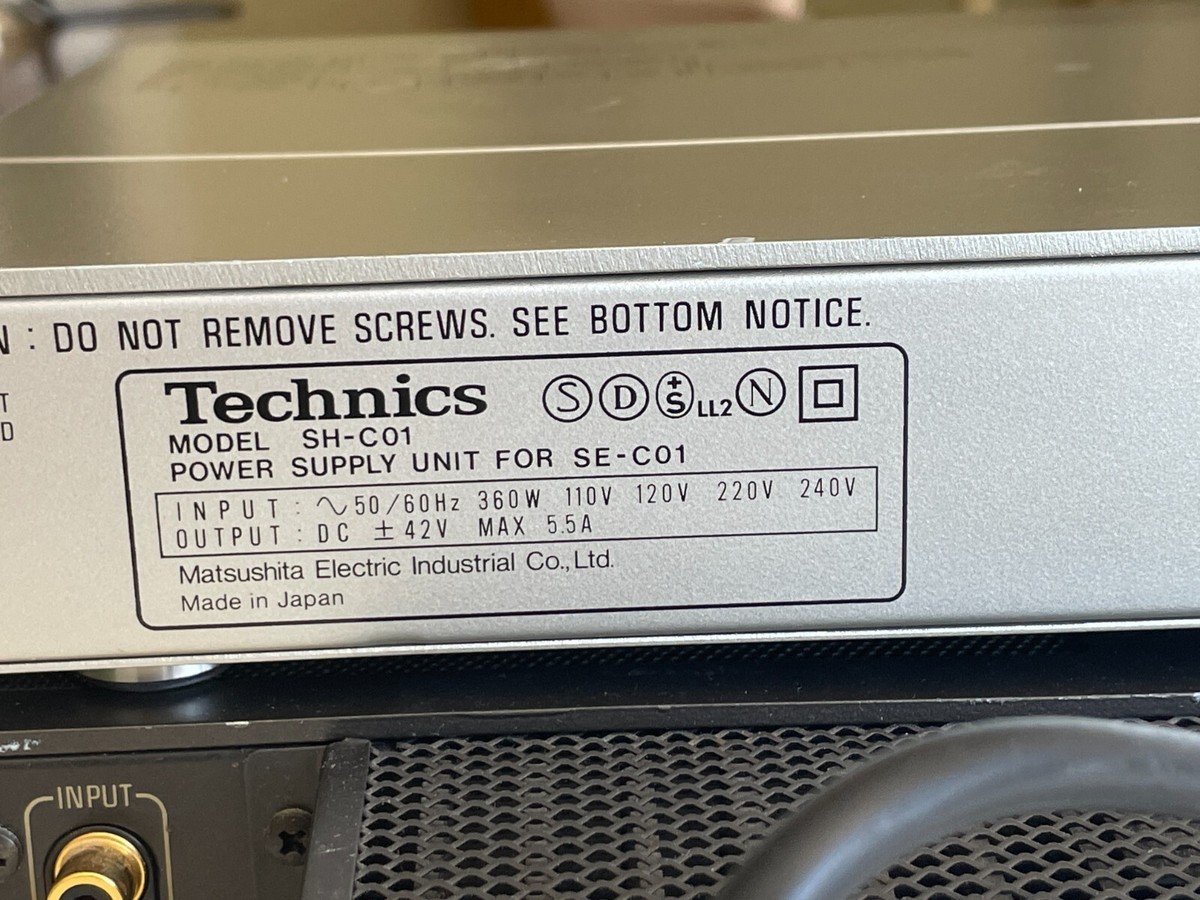 N : DO NOT REMOVE SCREWS. SEE BOTTOM NOTICE.
T
D
Technics S D +S LL2 N
MODEL SH-C01
POWER SUPPLY UNIT FOR SE-C01
INPUT : ∿50/60Hz 360W 110V 120V 220V 240V
OUTPUT : DC ±42V MAX 5.5A
Matsushita Electric Industrial Co.,Ltd.
Made in Japan
INPUT